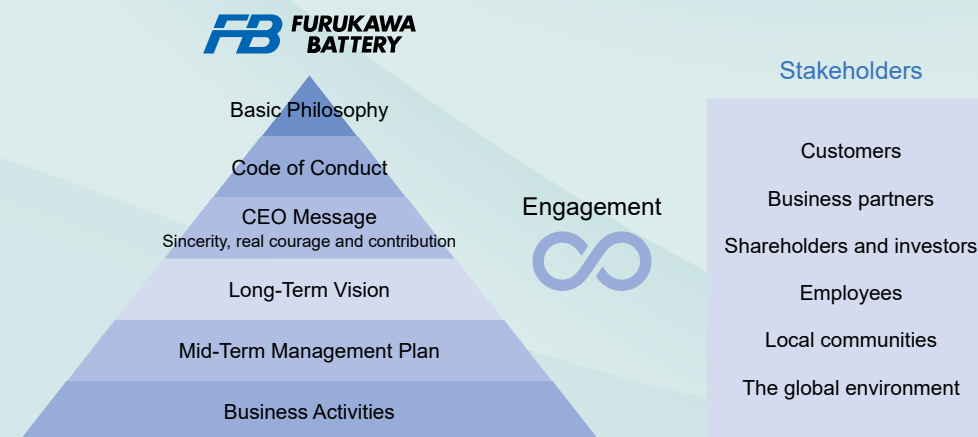 FB FURUKAWA
BATTERY
Basic Philosophy
Code of Conduct
CEO Message
Sincerity, real courage and contribution
Long-Term Vision
Mid-Term Management Plan
Business Activities
Engagement
Stakeholders
Customers
Business partners
Shareholders and investors
Employees
Local communities
The global environment